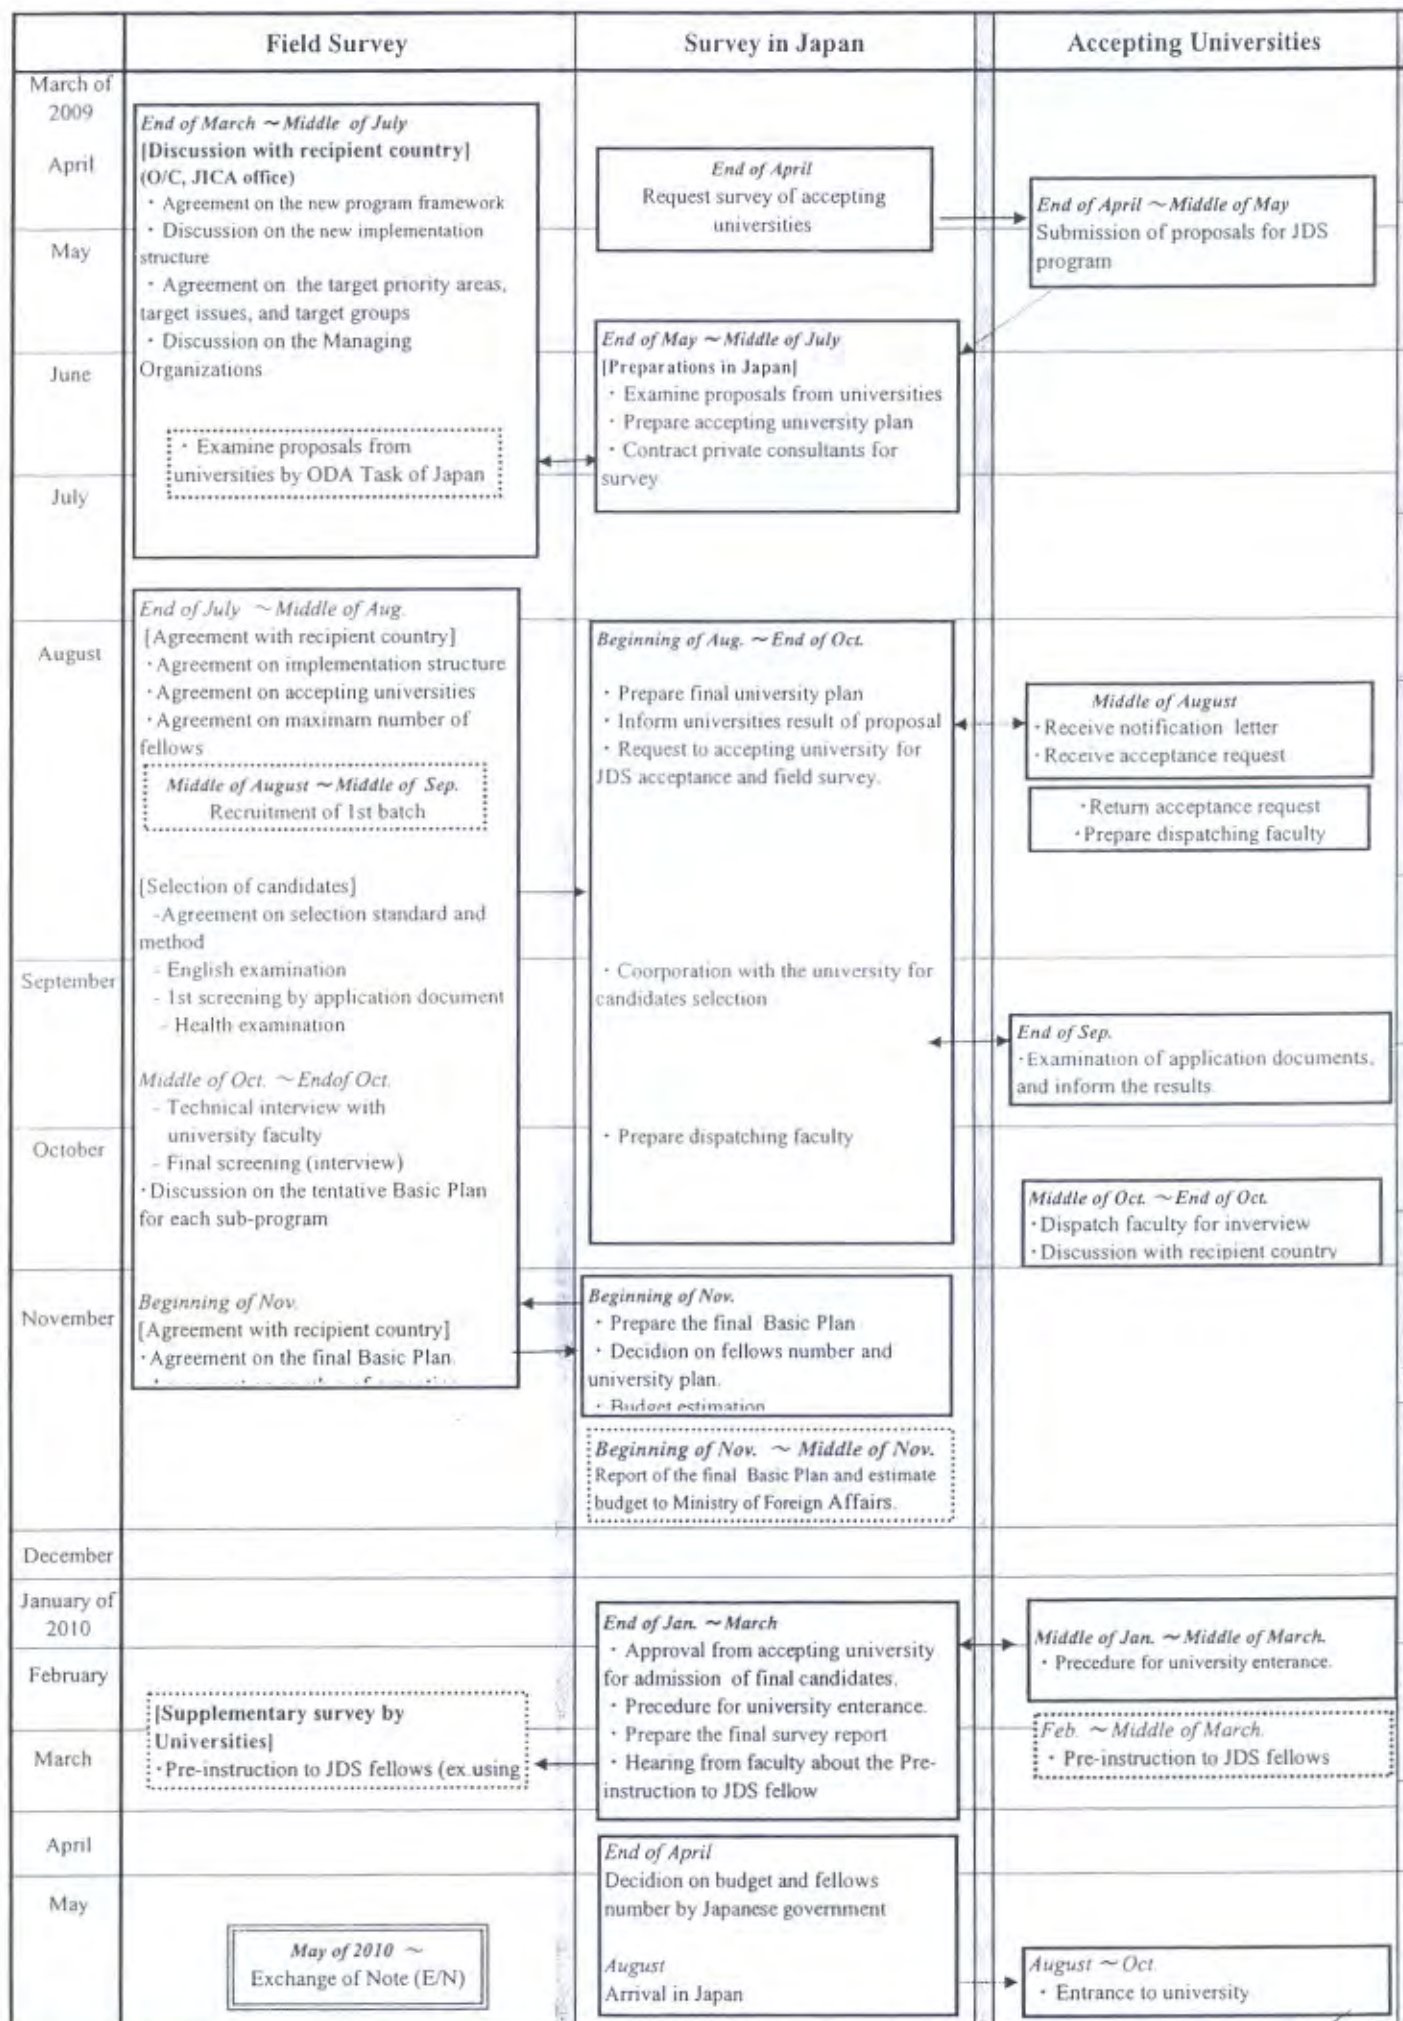 Field Survey
Survey in Japan
Accepting Universities
March of
2009
April
May
June
July
August
September
October
November
December
January of
2010
February
March
April
May
End of March ~ Middle of July
[Discussion with recipient country]
(O/C, JICA office)
・Agreement on the new program framework
・Discussion on the new implementation
structure
・Agreement on the target priority areas,
target issues, and target groups
・Discussion on the Managing
Organizations
・Examine proposals from
universities by ODA Task of Japan
End of July ~ Middle of Aug.
[Agreement with recipient country]
・Agreement on implementation structure
・Agreement on accepting universities
・Agreement on maximam number of
fellows
Middle of August ~ Middle of Sep.
Recruitment of 1st batch
[Selection of candidates]
-Agreement on selection standard and
method
- English examination
- 1st screening by application document
- Health examination
Middle of Oct. ~ Endof Oct.
- Technical interview with
university faculty
- Final screening (interview)
・Discussion on the tentative Basic Plan
for each sub-program
Beginning of Nov.
[Agreement with recipient country]
・Agreement on the final Basic Plan
[Supplementary survey by
Universities]
・Pre-instruction to JDS fellows (ex.using
May of 2010 ~
Exchange of Note (E/N)
End of April
Request survey of accepting
universities
End of May ~ Middle of July
[Preparations in Japan]
・Examine proposals from universities
・Prepare accepting university plan
・Contract private consultants for
survey
Beginning of Aug. ~ End of Oct.
・Prepare final university plan
・Inform universities result of proposal
・Request to accepting university for
JDS acceptance and field survey.
・Coorporation with the university for
candidates selection
・Prepare dispatching faculty
Beginning of Nov.
・Prepare the final Basic Plan
・Decidion on fellows number and
university plan.
・Budget estimation
Beginning of Nov. ~ Middle of Nov.
Report of the final Basic Plan and estimate
budget to Ministry of Foreign Affairs.
End of Jan. ~ March
・Approval from accepting university
for admission of final candidates.
・Precedure for university enterance.
・Prepare the final survey report
・Hearing from faculty about the Pre-
instruction to JDS fellow
End of April
Decidion on budget and fellows
number by Japanese government
August
Arrival in Japan
End of April ~ Middle of May
Submission of proposals for JDS
program
Middle of August
・Receive notification letter
・Receive acceptance request
・Return acceptance request
・Prepare dispatching faculty
End of Sep.
・Examination of application documents,
and inform the results.
Middle of Oct. ~ End of Oct.
・Dispatch faculty for inverview
・Discussion with recipient country
Middle of Jan. ~ Middle of March.
・Precedure for university enterance.
Feb. ~ Middle of March.
・Pre-instruction to JDS fellows
August ~ Oct.
・Entrance to university